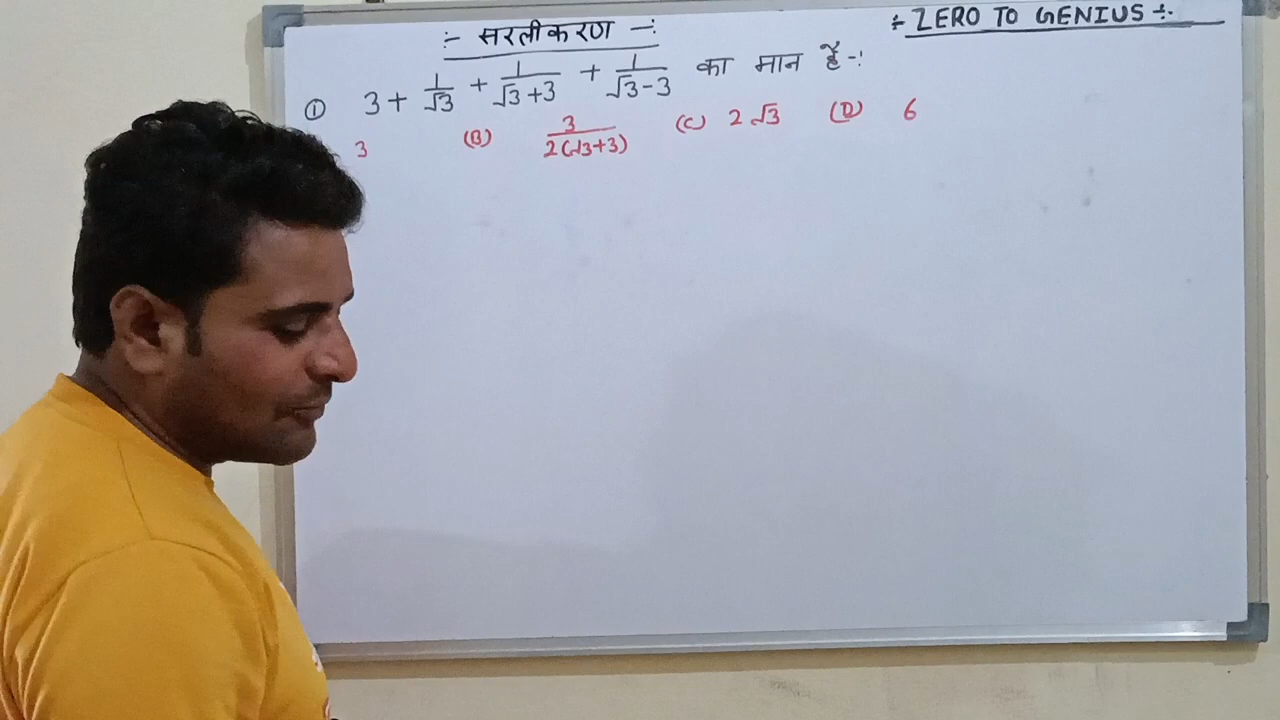 :- सरलीकरण -:
÷ ZERO TO GENIUS ÷.
① 3 + 1/√3 + 1/(√3+3) + 1/(√3-3) का मान है -:
3 (B) 3/2(√3+3) (C) 2√3 (D) 6